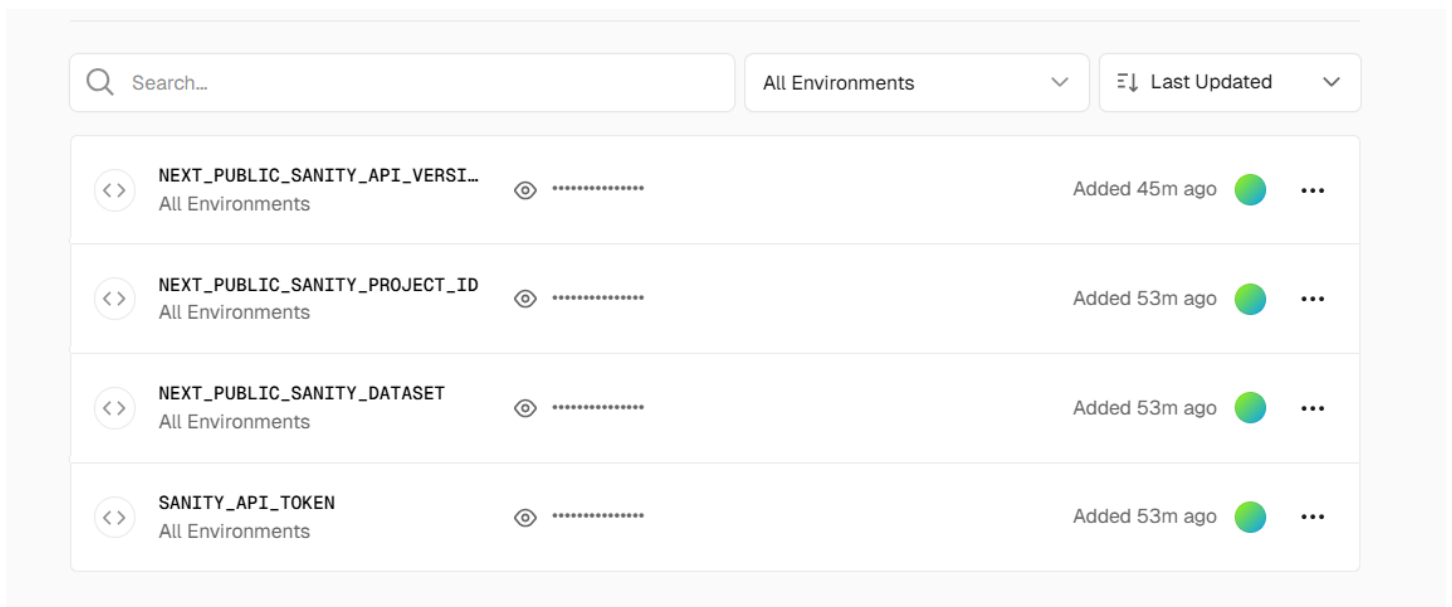 Search...
All Environments
Last Updated
NEXT_PUBLIC_SANITY_API_VERSI…
All Environments
Added 45m ago
NEXT_PUBLIC_SANITY_PROJECT_ID
All Environments
Added 53m ago
NEXT_PUBLIC_SANITY_DATASET
All Environments
Added 53m ago
SANITY_API_TOKEN
All Environments
Added 53m ago